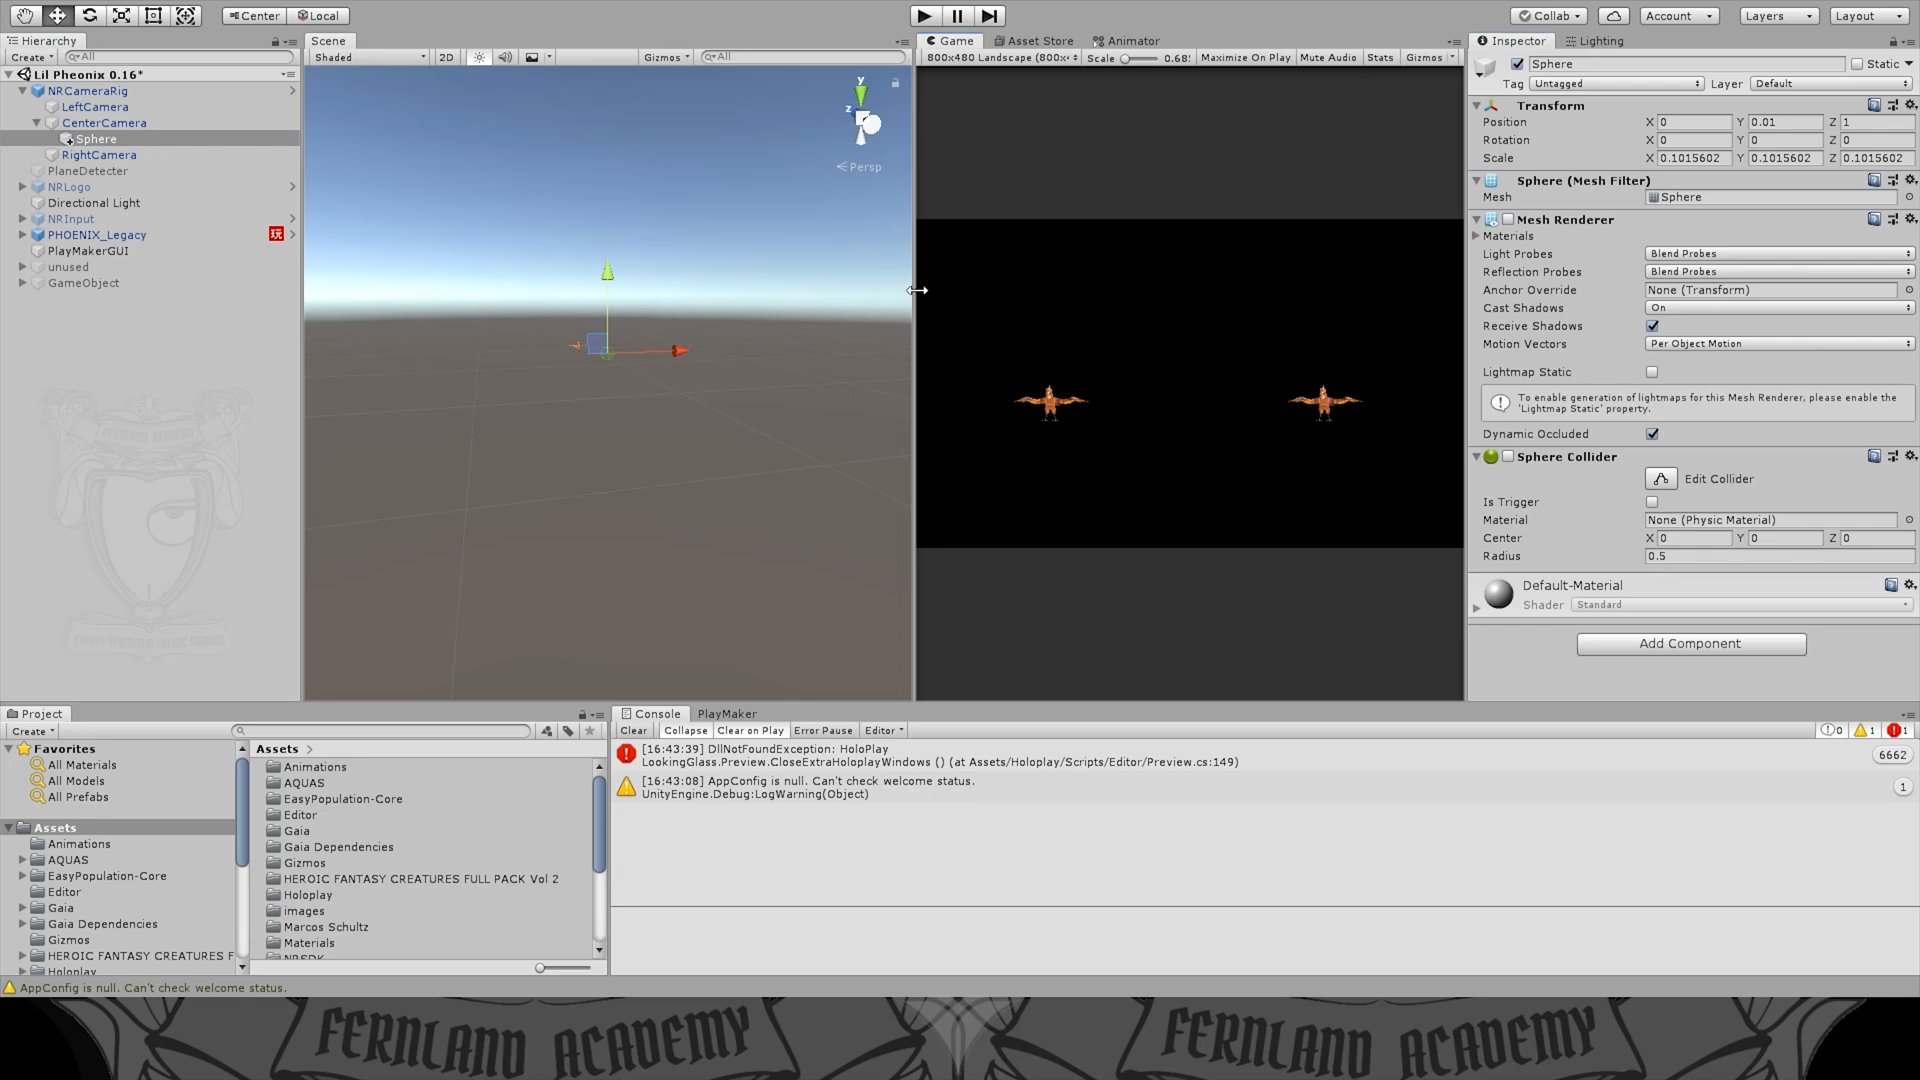 Center Local Collab Account Layers Layout
Hierarchy
Create All
Lil Pheonix 0.16*
NRCameraRig
LeftCamera
CenterCamera
Sphere
RightCamera
PlaneDetecter
NRLogo
Directional Light
NRInput
PHOENIX_Legacy 玩
PlayMakerGUI
unused
GameObject
Scene
Shaded 2D Gizmos All
y
z
Persp
Game Asset Store Animator
800x480 Landscape (800x Scale 0.68 Maximize On Play Mute Audio Stats Gizmos
Inspector Lighting
Sphere Static
Tag Untagged Layer Default
Transform
Position X 0 Y 0.01 Z 1
Rotation X 0 Y 0 Z 0
Scale X 0.1015602 Y 0.1015602 Z 0.1015602
Sphere (Mesh Filter)
Mesh Sphere
Mesh Renderer
Materials
Light Probes Blend Probes
Reflection Probes Blend Probes
Anchor Override None (Transform)
Cast Shadows On
Receive Shadows
Motion Vectors Per Object Motion
Lightmap Static
To enable generation of lightmaps for this Mesh Renderer, please enable the
'Lightmap Static' property.
Dynamic Occluded
Sphere Collider
Edit Collider
Is Trigger
Material None (Physic Material)
Center X 0 Y 0 Z 0
Radius 0.5
Default-Material
Shader Standard
Add Component
Project
Create
Favorites
All Materials
All Models
All Prefabs
Assets
Animations
AQUAS
EasyPopulation-Core
Editor
Gaia
Gaia Dependencies
Gizmos
HEROIC FANTASY CREATURES F
Holoplay
Assets
Animations
AQUAS
EasyPopulation-Core
Editor
Gaia
Gaia Dependencies
Gizmos
HEROIC FANTASY CREATURES FULL PACK Vol 2
Holoplay
images
Marcos Schultz
Materials
NRSDK
Console PlayMaker
Clear Collapse Clear on Play Error Pause Editor 0 1 1
[16:43:39] DllNotFoundException: HoloPlay
LookingGlass.Preview.CloseExtraHoloplayWindows () (at Assets/Holoplay/Scripts/Editor/Preview.cs:149)
6662
[16:43:08] AppConfig is null. Can't check welcome status.
UnityEngine.Debug:LogWarning(Object)
1
AppConfig is null. Can't check welcome status.
FERNLAND ACADEMY FERNLAND ACADEMY